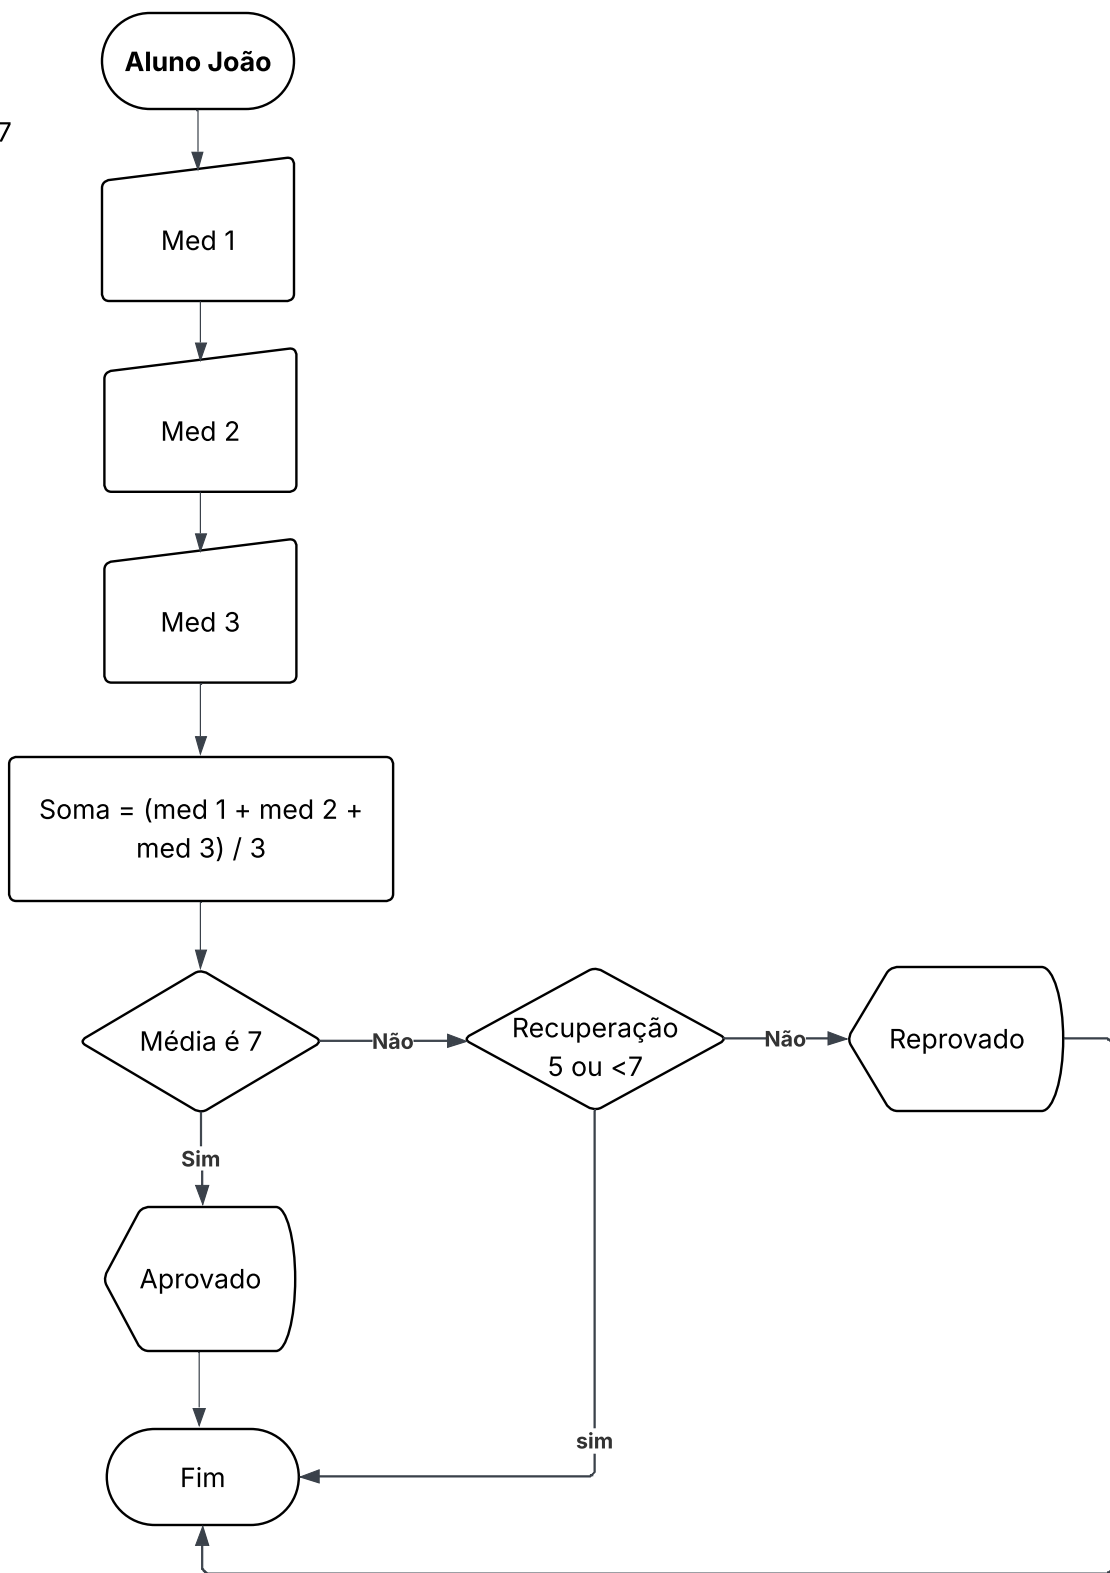 Aluno João
7
Med 1
Med 2
Med 3
Soma = (med 1 + med 2 +
med 3) / 3
Média é 7
Não
Recuperação
5 ou <7
Não
Reprovado
Sim
Aprovado
sim
Fim